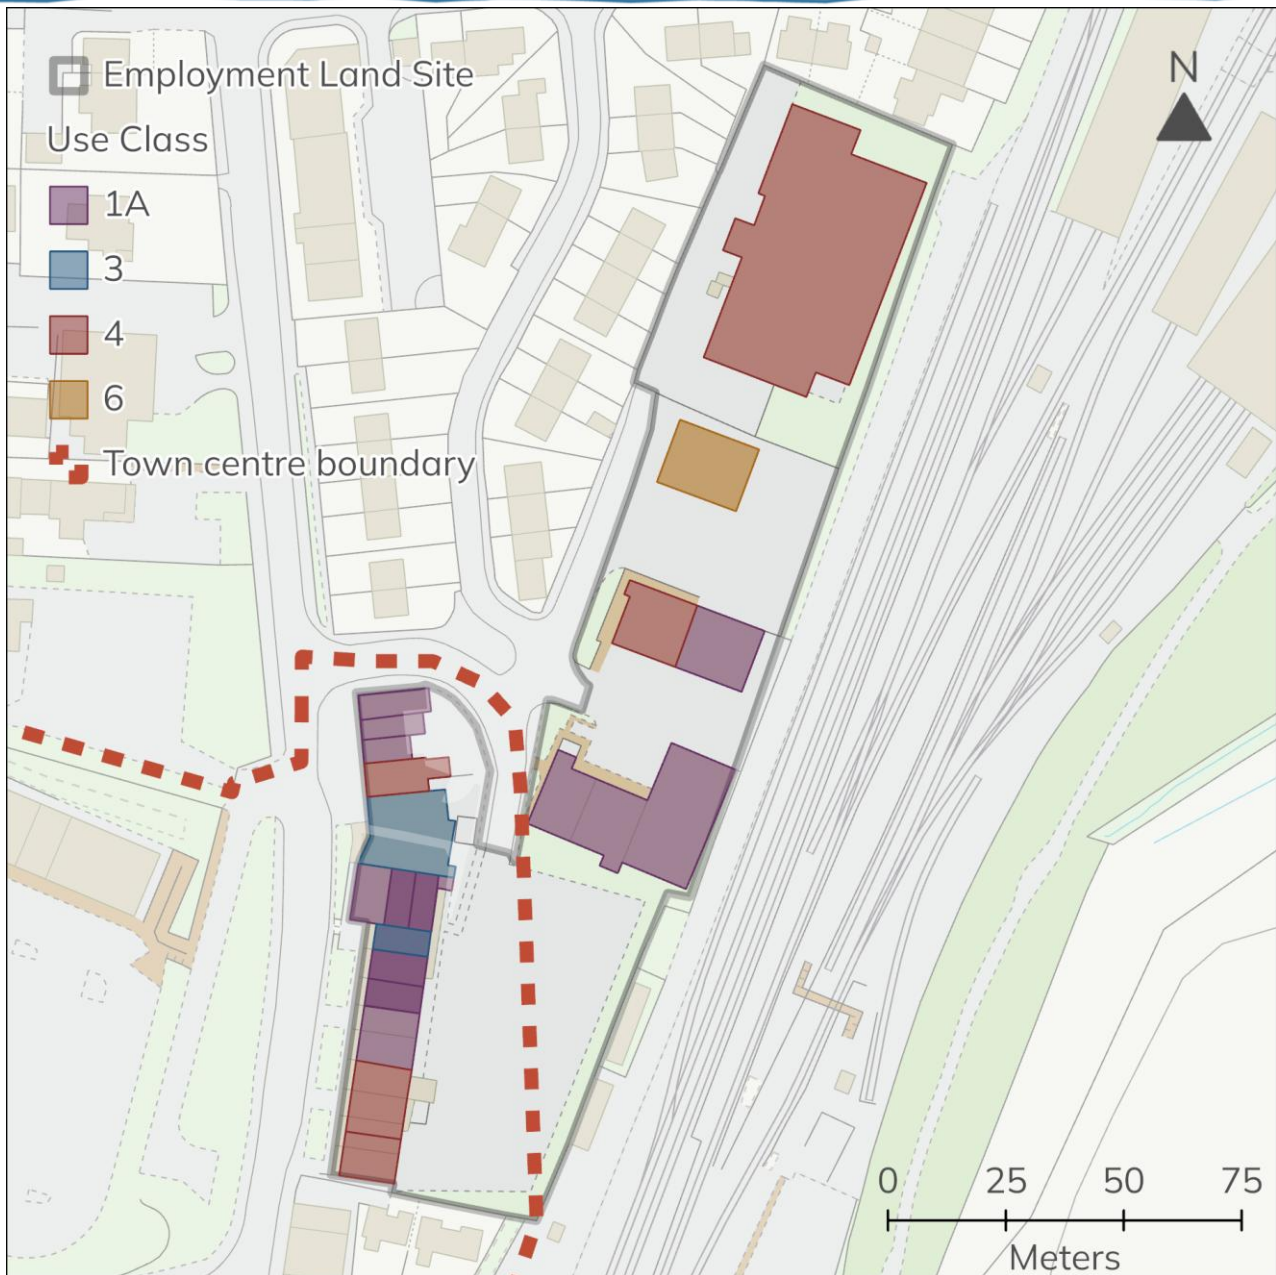 Employment Land Site
Use Class
1A
3
4
6
Town centre boundary
N
0 25 50 75
Meters